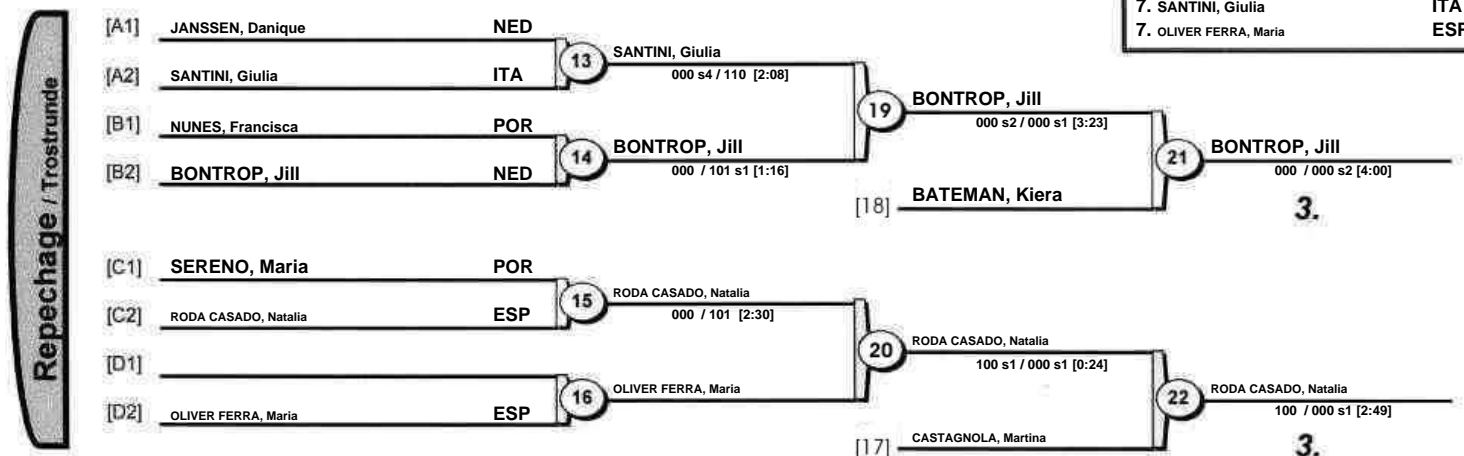 7. SANTINI, Giulia ITA
7. OLIVER FERRA, Maria ESP
Repechage / Trostrunde
[A1] JANSSEN, Danique NED
13 SANTINI, Giulia
000 s4 / 110 [2:08]
[A2] SANTINI, Giulia ITA
19 BONTROP, Jill
000 s2 / 000 s1 [3:23]
[B1] NUNES, Francisca POR
14 BONTROP, Jill
000 / 101 s1 [1:16]
[B2] BONTROP, Jill NED
21 BONTROP, Jill
000 / 000 s2 [4:00]
[18] BATEMAN, Kiera
3.
[C1] SERENO, Maria POR
15 RODA CASADO, Natalia
000 / 101 [2:30]
[C2] RODA CASADO, Natalia ESP
20 RODA CASADO, Natalia
100 s1 / 000 s1 [0:24]
[D1]
16 OLIVER FERRA, Maria
[D2] OLIVER FERRA, Maria ESP
22 RODA CASADO, Natalia
100 / 000 s1 [2:49]
[17] CASTAGNOLA, Martina
3.